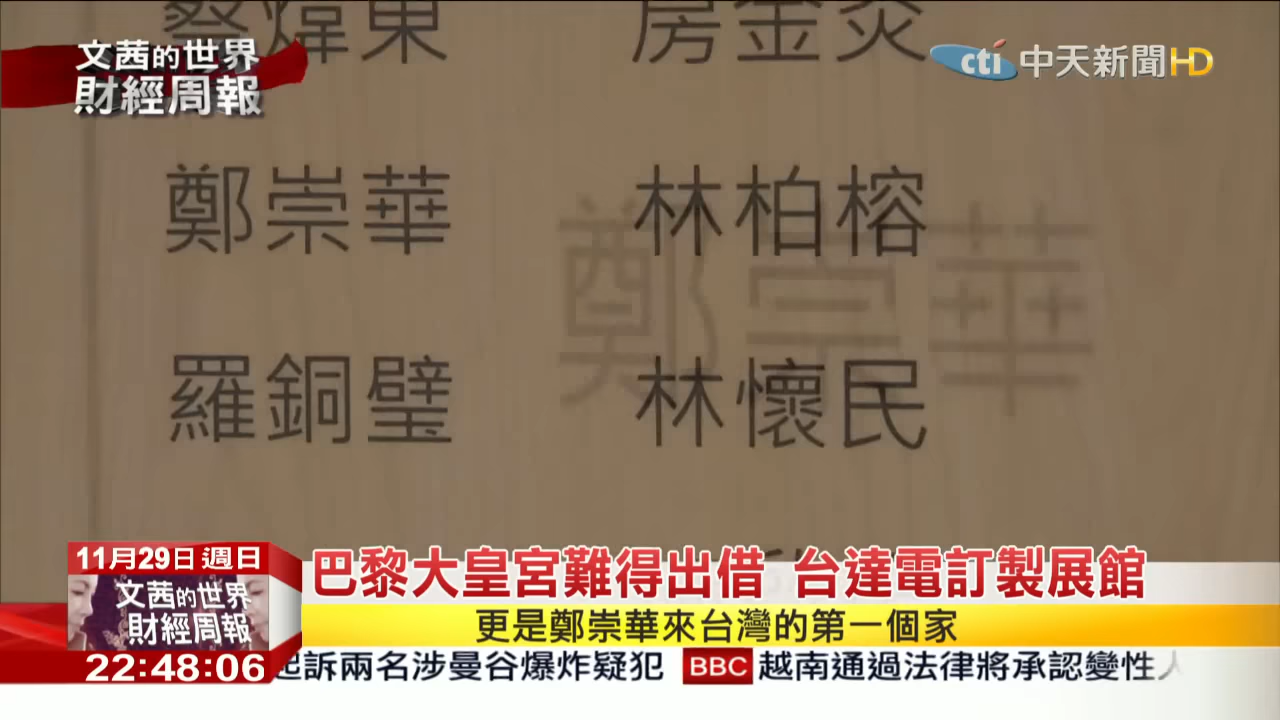 文茜的世界
財經周報
cti 中天新聞HD
蔡煒東 房金炎
鄭崇華 林柏榕
鄭崇華
羅銅璧 林懷民
11月29日 週日
文茜的世界
財經周報
22:48:06
巴黎大皇宮難得出借 台達電訂製展館
更是鄭崇華來台灣的第一個家
起訴兩名涉曼谷爆炸疑犯 BBC 越南通過法律將承認變性人